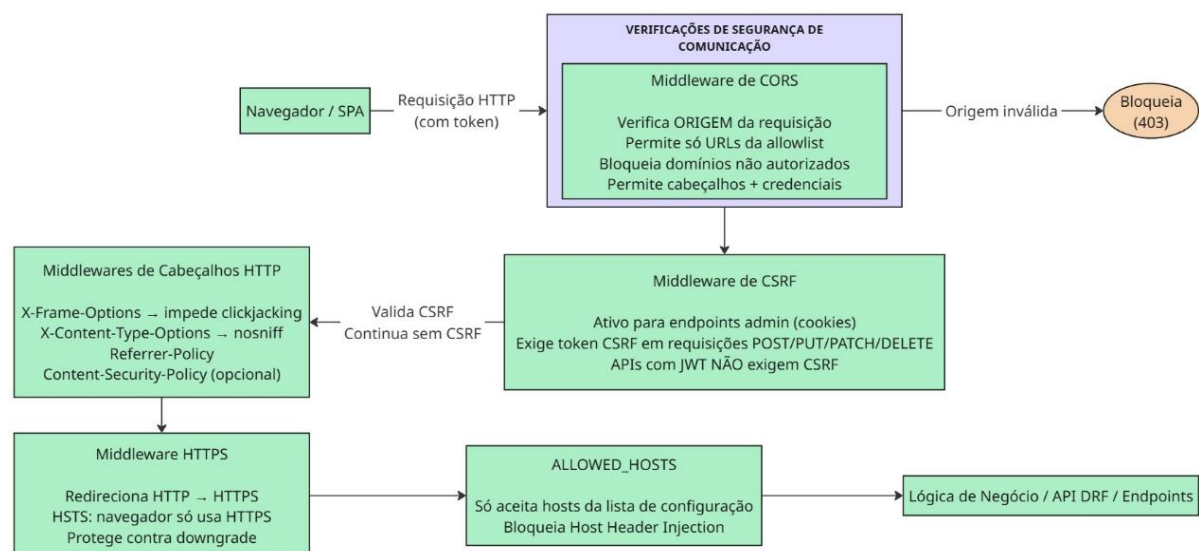 VERIFICAÇÕES DE SEGURANÇA DE
COMUNICAÇÃO
Navegador / SPA
Requisição HTTP
(com token)
Middleware de CORS
Verifica ORIGEM da requisição
Permite só URLs da allowlist
Bloqueia domínios não autorizados
Permite cabeçalhos + credenciais
Origem inválida
Bloqueia
(403)
Middleware de CSRF
Ativo para endpoints admin (cookies)
Exige token CSRF em requisições POST/PUT/PATCH/DELETE
APIs com JWT NÃO exigem CSRF
Valida CSRF
Continua sem CSRF
Middlewares de Cabeçalhos HTTP
X-Frame-Options → impede clickjacking
X-Content-Type-Options → nosniff
Referrer-Policy
Content-Security-Policy (opcional)
Middleware HTTPS
Redireciona HTTP → HTTPS
HSTS: navegador só usa HTTPS
Protege contra downgrade
ALLOWED_HOSTS
Só aceita hosts da lista de configuração
Bloqueia Host Header Injection
Lógica de Negócio / API DRF / Endpoints